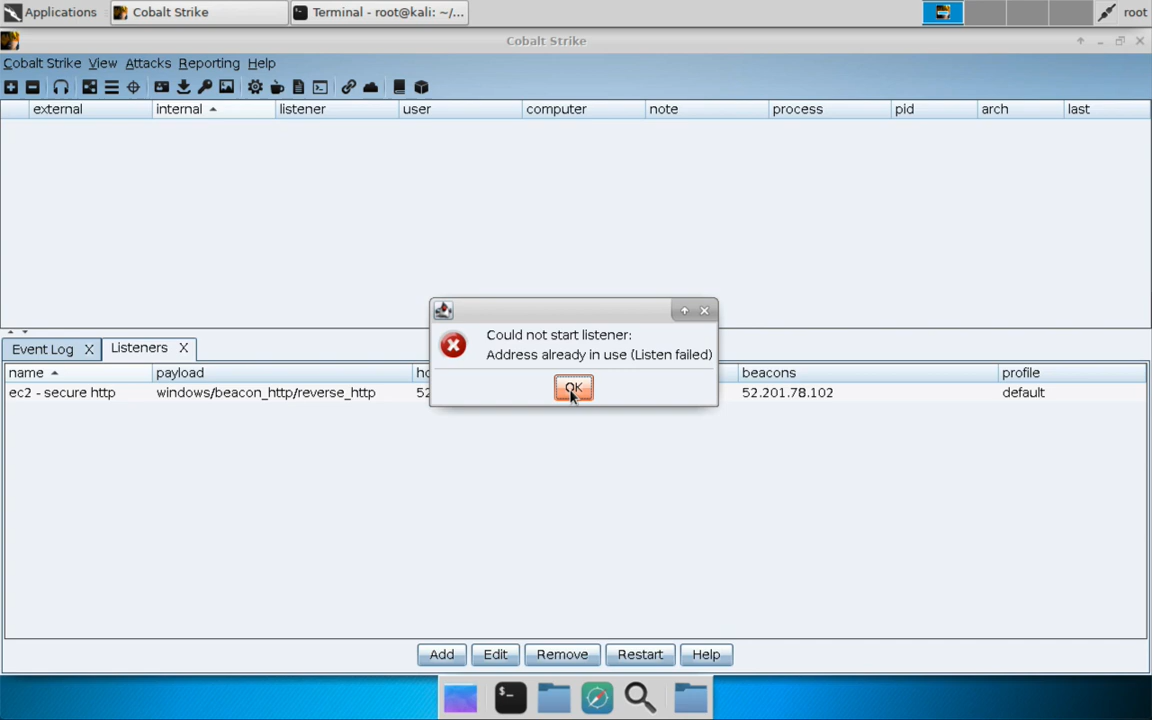 Applications Cobalt Strike Terminal - root@kali: ~/... root
Cobalt Strike
Cobalt Strike View Attacks Reporting Help
external internal listener user computer note process pid arch last
Could not start listener:
Address already in use (Listen failed)
OK
Event Log X Listeners X
name payload beacons profile
ec2 - secure http windows/beacon_http/reverse_http 52.201.78.102 default
Add Edit Remove Restart Help